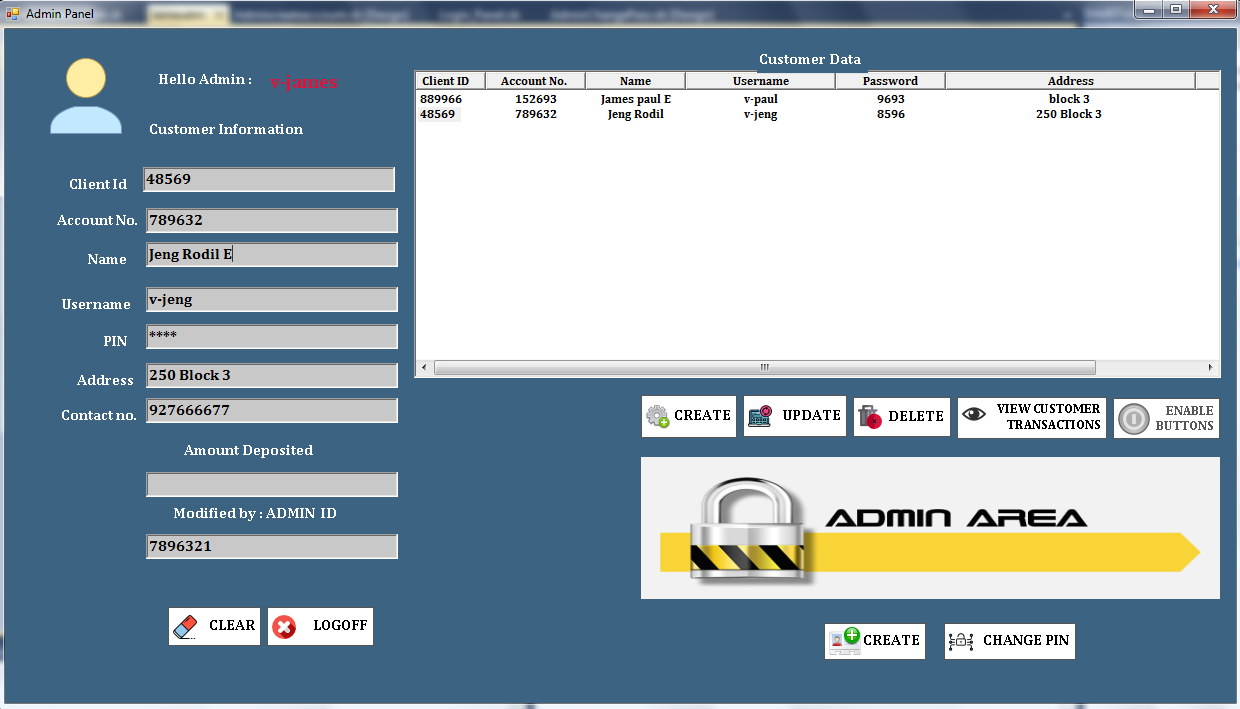 Admin Panel
Hello Admin :
v-james
Customer Information
Client Id
48569
Account No.
789632
Name
Jeng Rodil E
Username
v-jeng
PIN
****
Address
250 Block 3
Contact no.
927666677
Amount Deposited
Modified by : ADMIN ID
7896321
CLEAR
LOGOFF
Customer Data
Client ID Account No. Name Username Password Address
889966 152693 James paul E v-paul 9693 block 3
48569 789632 Jeng Rodil v-jeng 8596 250 Block 3
CREATE
UPDATE
DELETE
VIEW CUSTOMER
TRANSACTIONS
ENABLE
BUTTONS
ADMIN AREA
CREATE
CHANGE PIN